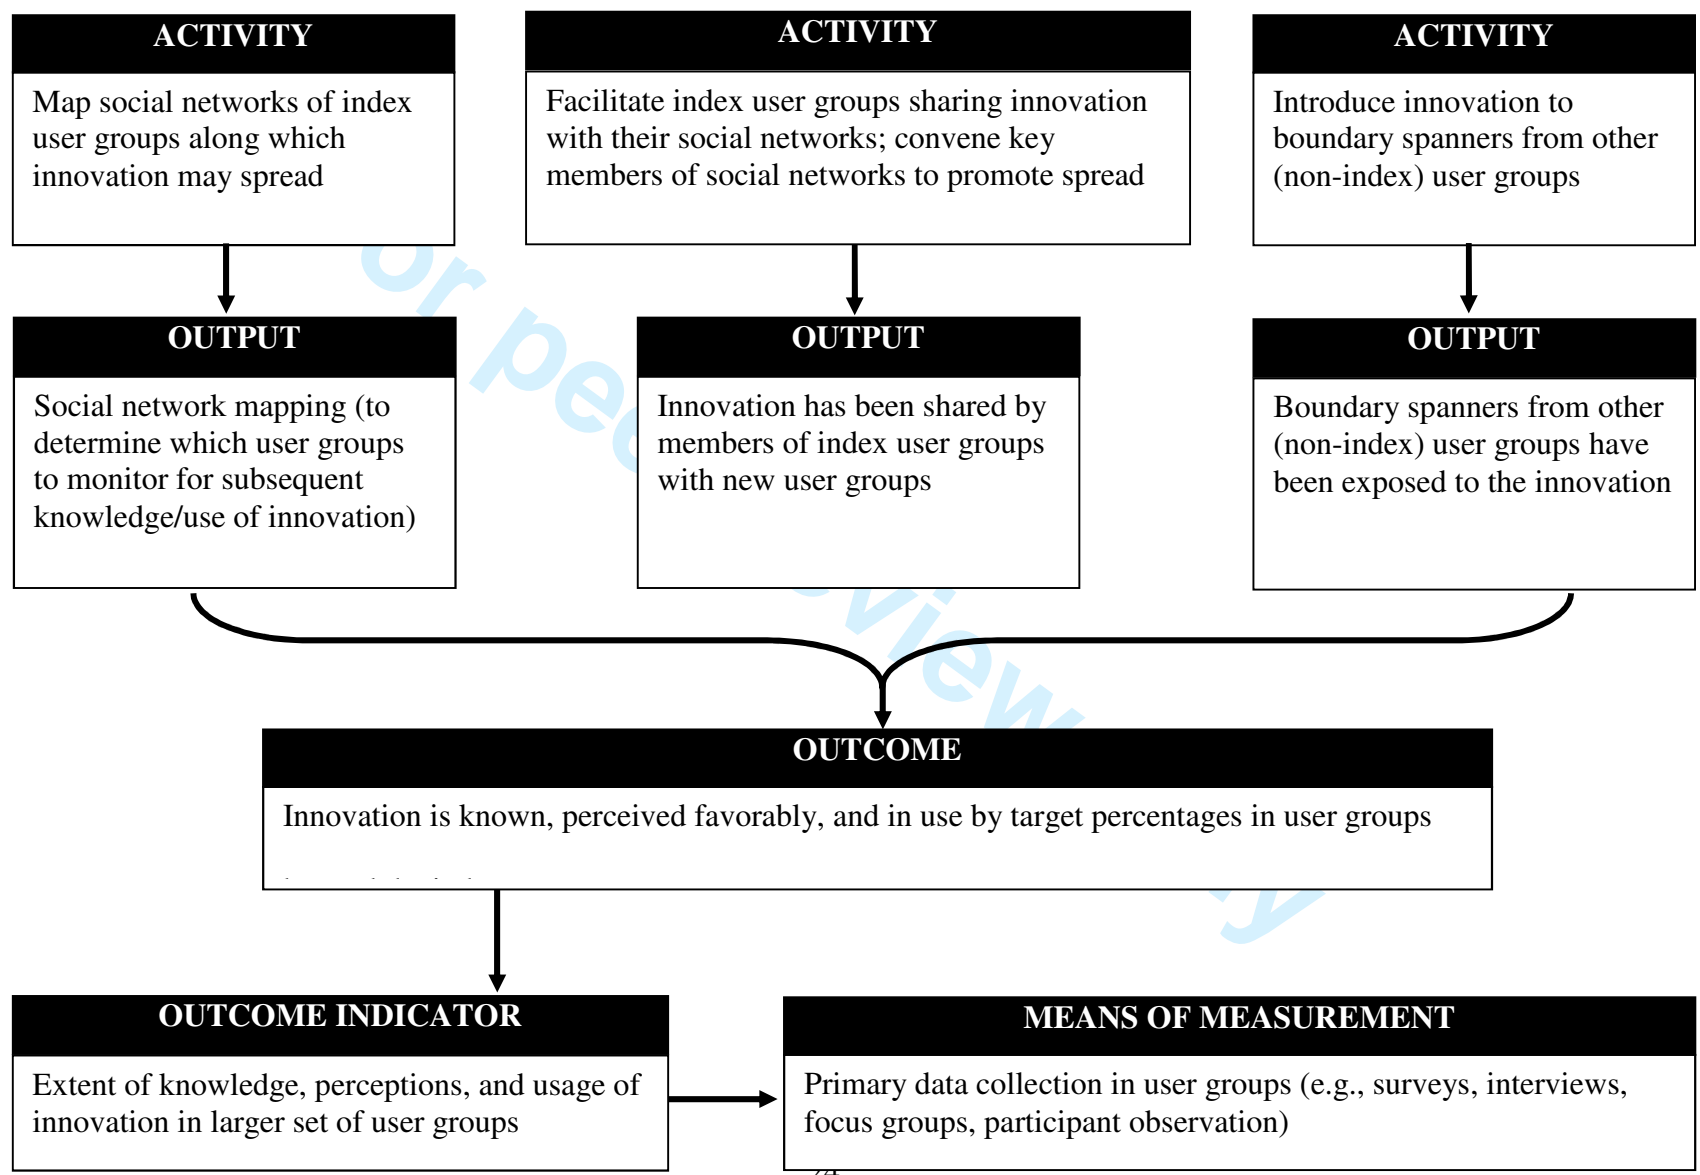 ACTIVITY
Map social networks of index
user groups along which
innovation may spread
ACTIVITY
Facilitate index user groups sharing innovation
with their social networks; convene key
members of social networks to promote spread
ACTIVITY
Introduce innovation to
boundary spanners from other
(non-index) user groups
OUTPUT
Social network mapping (to
determine which user groups
to monitor for subsequent
knowledge/use of innovation)
OUTPUT
Innovation has been shared by
members of index user groups
with new user groups
OUTPUT
Boundary spanners from other
(non-index) user groups have
been exposed to the innovation
OUTCOME
Innovation is known, perceived favorably, and in use by target percentages in user groups
OUTCOME INDICATOR
Extent of knowledge, perceptions, and usage of
innovation in larger set of user groups
MEANS OF MEASUREMENT
Primary data collection in user groups (e.g., surveys, interviews,
focus groups, participant observation)